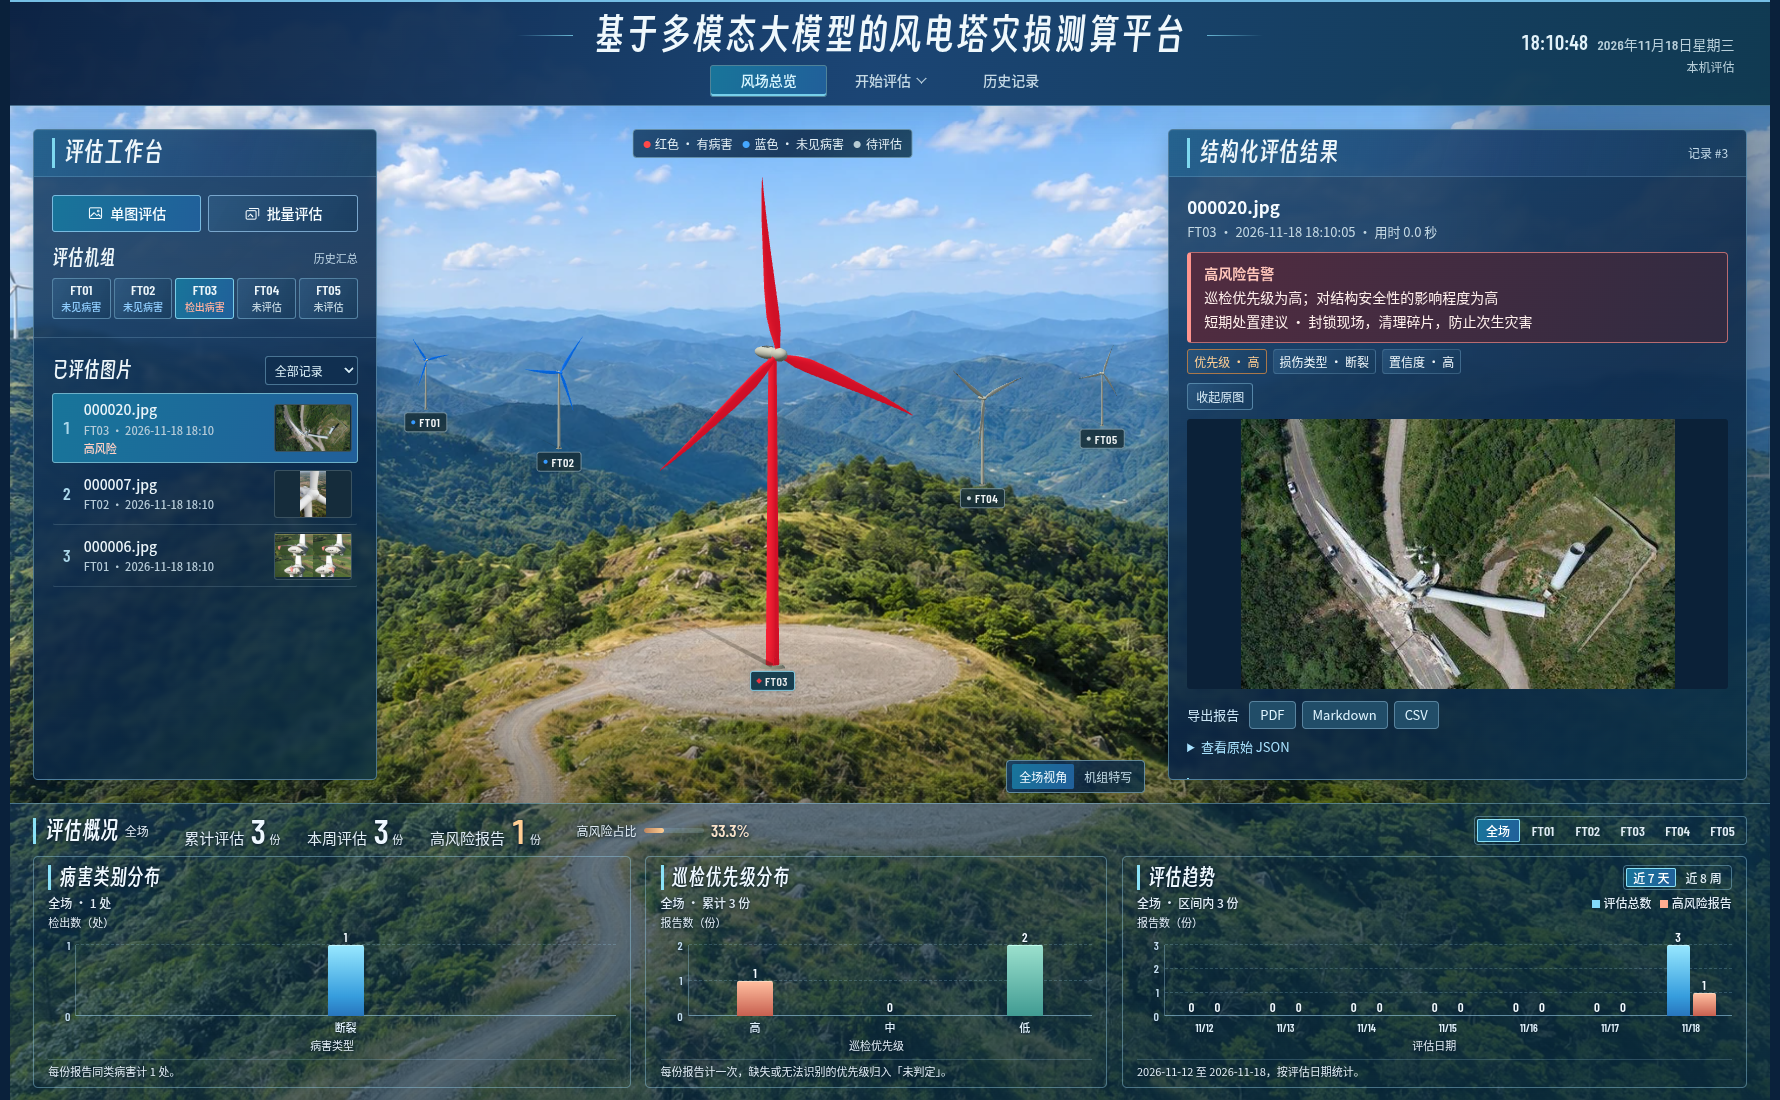 基于多模态大模型的风电塔灾损测算平台
18:10:48 2026年11月18日星期三
本机评估
风场总览 开始评估 历史记录
评估工作台
单图评估 批量评估
评估机组 历史汇总
FT01 FT02 FT03 FT04 FT05
未见病害 未见病害 检出病害 未评估 未评估
已评估图片 全部记录
1 000020.jpg
FT03 · 2026-11-18 18:10
高风险
2 000007.jpg
FT02 · 2026-11-18 18:10
3 000006.jpg
FT01 · 2026-11-18 18:10
红色 · 有病害 蓝色 · 未见病害 待评估
FT01
FT02
FT03
FT04
FT05
全场视角 机组特写
结构化评估结果 记录 #3
000020.jpg
FT03 · 2026-11-18 18:10:05 · 用时 0.0 秒
高风险告警
巡检优先级为高；对结构安全性的影响程度为高
短期处置建议 · 封锁现场，清理碎片，防止次生灾害
优先级 · 高 损伤类型 · 断裂 置信度 · 高
收起原图
导出报告 PDF Markdown CSV
查看原始 JSON
评估概况 全场 累计评估 3 份 本周评估 3 份 高风险报告 1 份 高风险占比 33.3%
全场 FT01 FT02 FT03 FT04 FT05
病害类别分布
全场 · 1 处
检出数（处）
1
1
0
断裂
病害类型
每份报告同类病害计 1 处。
巡检优先级分布
全场 · 累计 3 份
报告数（份）
2
2
1
1
0
0
高 中 低
巡检优先级
每份报告计一次，缺失或无法识别的优先级归入「未判定」。
评估趋势 近 7 天 近 8 周
全场 · 区间内 3 份 评估总数 高风险报告
报告数（份）
3
3
2
1
1
0 0 0 0 0 0 0 0 0 0 0 0
0
11/12 11/13 11/14 11/15 11/16 11/17 11/18
评估日期
2026-11-12 至 2026-11-18，按评估日期统计。